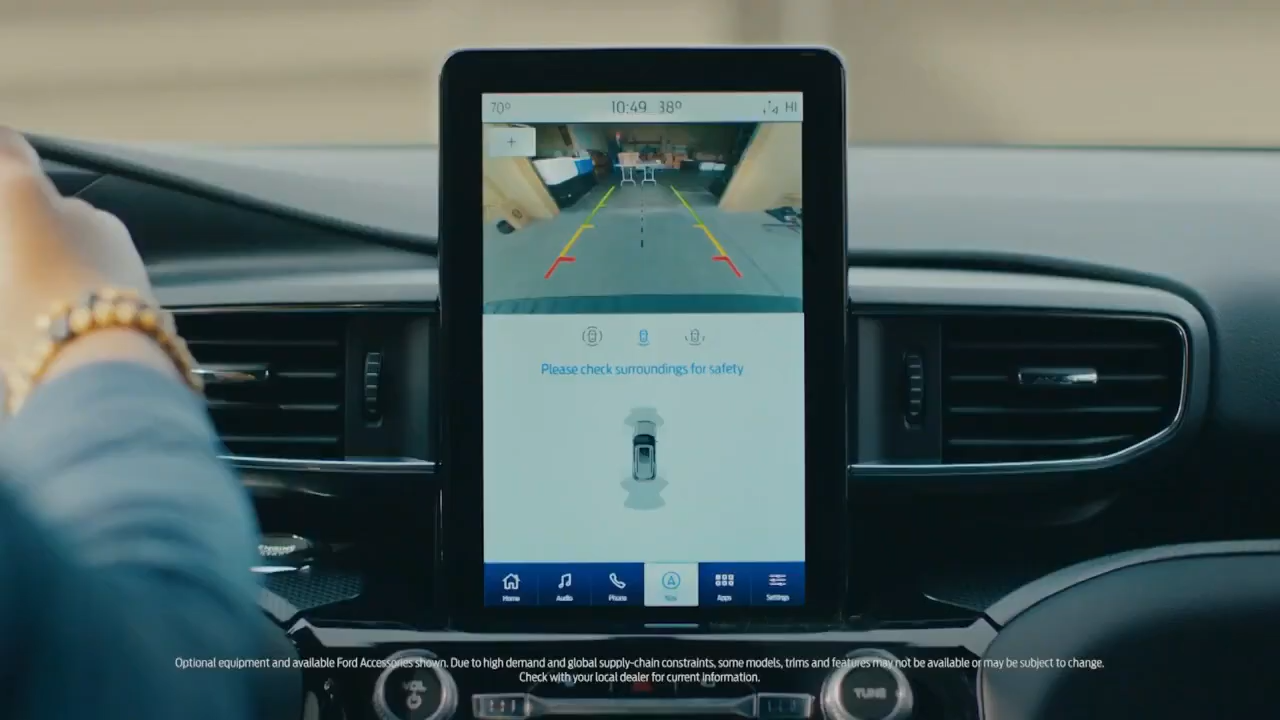 70° 10:49 38° HI
+
Please check surroundings for safety
Home Audio Phone Nav Apps Settings
Optional equipment and available Ford Accessories shown. Due to high demand and global supply-chain constraints, some models, trims and features may not be available or may be subject to change.
Check with your local dealer for current information.
VOL TUNE